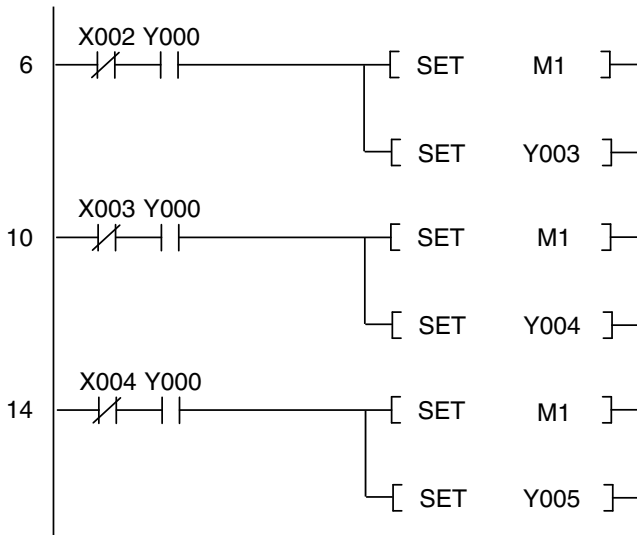 X002 Y000
6 SET M1
SET Y003
X003 Y000
10 SET M1
SET Y004
X004 Y000
14 SET M1
SET Y005